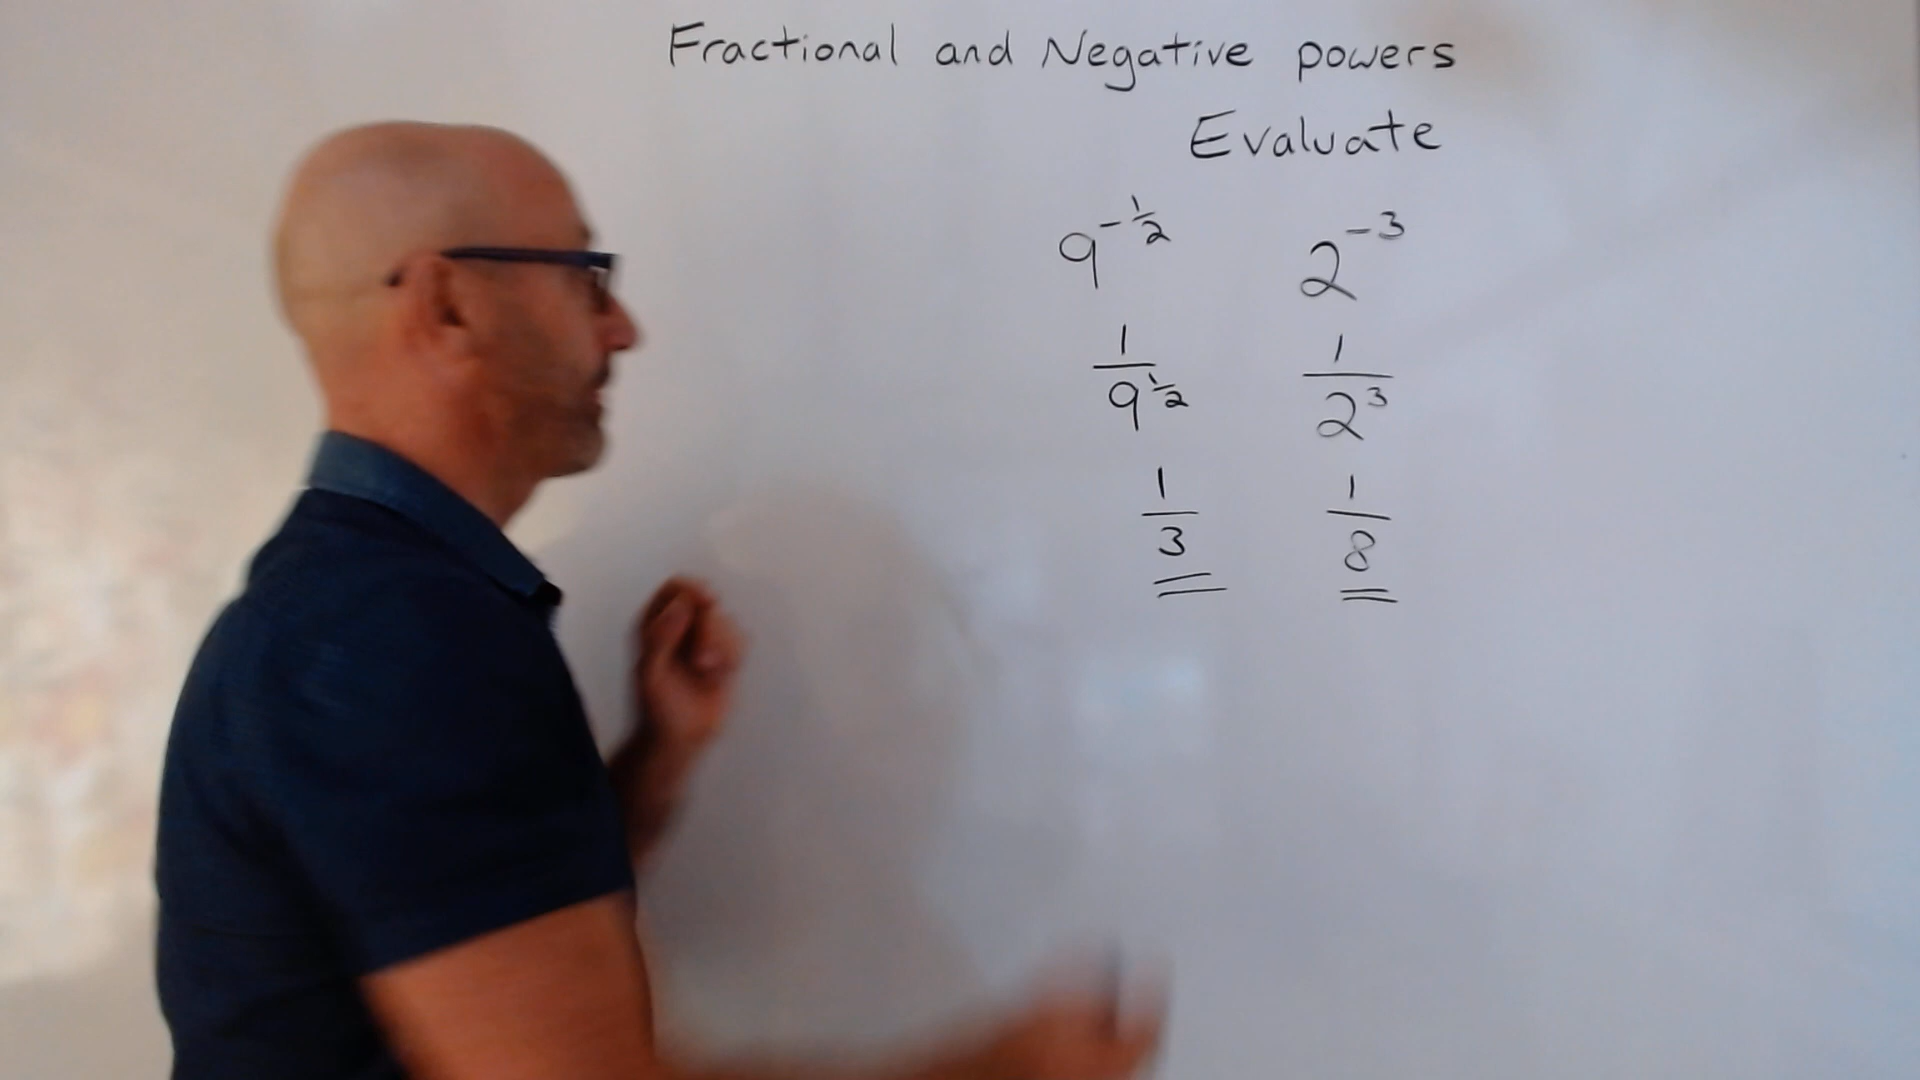 Fractional and Negative powers
Evaluate
9^-1/2 2^-3
1/9^1/2 1/2^3
1/3 1/8